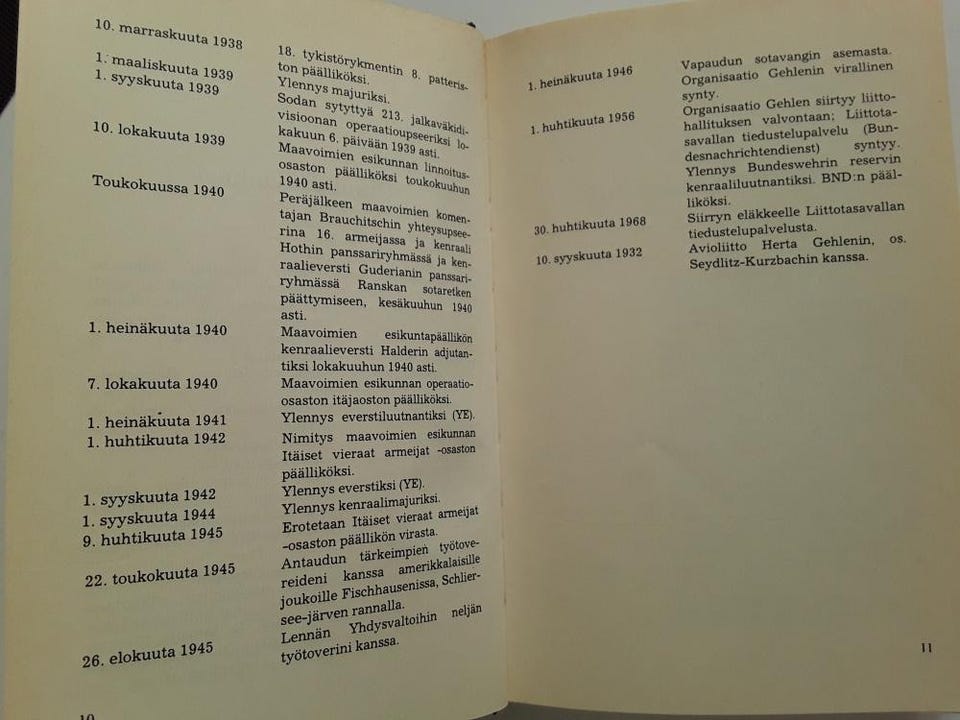 10. marraskuuta 1938 18. tykistörykmentin 8. patteris-
ton päälliköksi.
1. maaliskuuta 1939 Ylennys majuriksi.
1. syyskuuta 1939 Sodan sytyttyä 213. jalkaväkidi-
visioonan operaatioupseeriksi lo-
kakuun 6. päivään 1939 asti.
10. lokakuuta 1939 Maavoimien esikunnan linnoitus-
osaston päälliköksi toukokuuhun
1940 asti.
Toukokuussa 1940 Peräjälkeen maavoimien komen-
tajan Brauchitschin yhteysupsee-
rina 16. armeijassa ja kenraali
Hothin panssariryhmässä ja ken-
raalieversti Guderianin panssari-
ryhmässä Ranskan sotaretken
päättymiseen, kesäkuuhun 1940
asti.
1. heinäkuuta 1940 Maavoimien esikuntapäällikön
kenraalieversti Halderin adjutan-
tiksi lokakuuhun 1940 asti.
7. lokakuuta 1940 Maavoimien esikunnan operaatio-
osaston itäjaoston päälliköksi.
1. heinäkuuta 1941 Ylennys everstiluutnantiksi (YE).
1. huhtikuuta 1942 Nimitys maavoimien esikunnan
Itäiset vieraat armeijat -osaston
päälliköksi.
1. syyskuuta 1942 Ylennys everstiksi (YE).
1. syyskuuta 1944 Ylennys kenraalimajuriksi.
9. huhtikuuta 1945 Erotetaan Itäiset vieraat armeijat
-osaston päällikön virasta.
22. toukokuuta 1945 Antaudun tärkeimpien työtove-
reideni kanssa amerikkalaisille
joukoille Fischhausenissa, Schlier-
see-järven rannalla.
26. elokuuta 1945 Lennän Yhdysvaltoihin neljän
työtoverini kanssa.
10
Vapaudun sotavangin asemasta.
1. heinäkuuta 1946 Organisaatio Gehlenin virallinen
synty.
1. huhtikuuta 1956 Organisaatio Gehlen siirtyy liitto-
hallituksen valvontaan; Liittota-
savallan tiedustelupalvelu (Bun-
desnachrichtendienst) syntyy.
Ylennys Bundeswehrin reservin
kenraaliluutnantiksi. BND:n pääl-
liköksi.
30. huhtikuuta 1968 Siirryn eläkkeelle Liittotasavallan
tiedustelupalvelusta.
10. syyskuuta 1932 Avioliitto Herta Gehlenin, os.
Seydlitz-Kurzbachin kanssa.
11